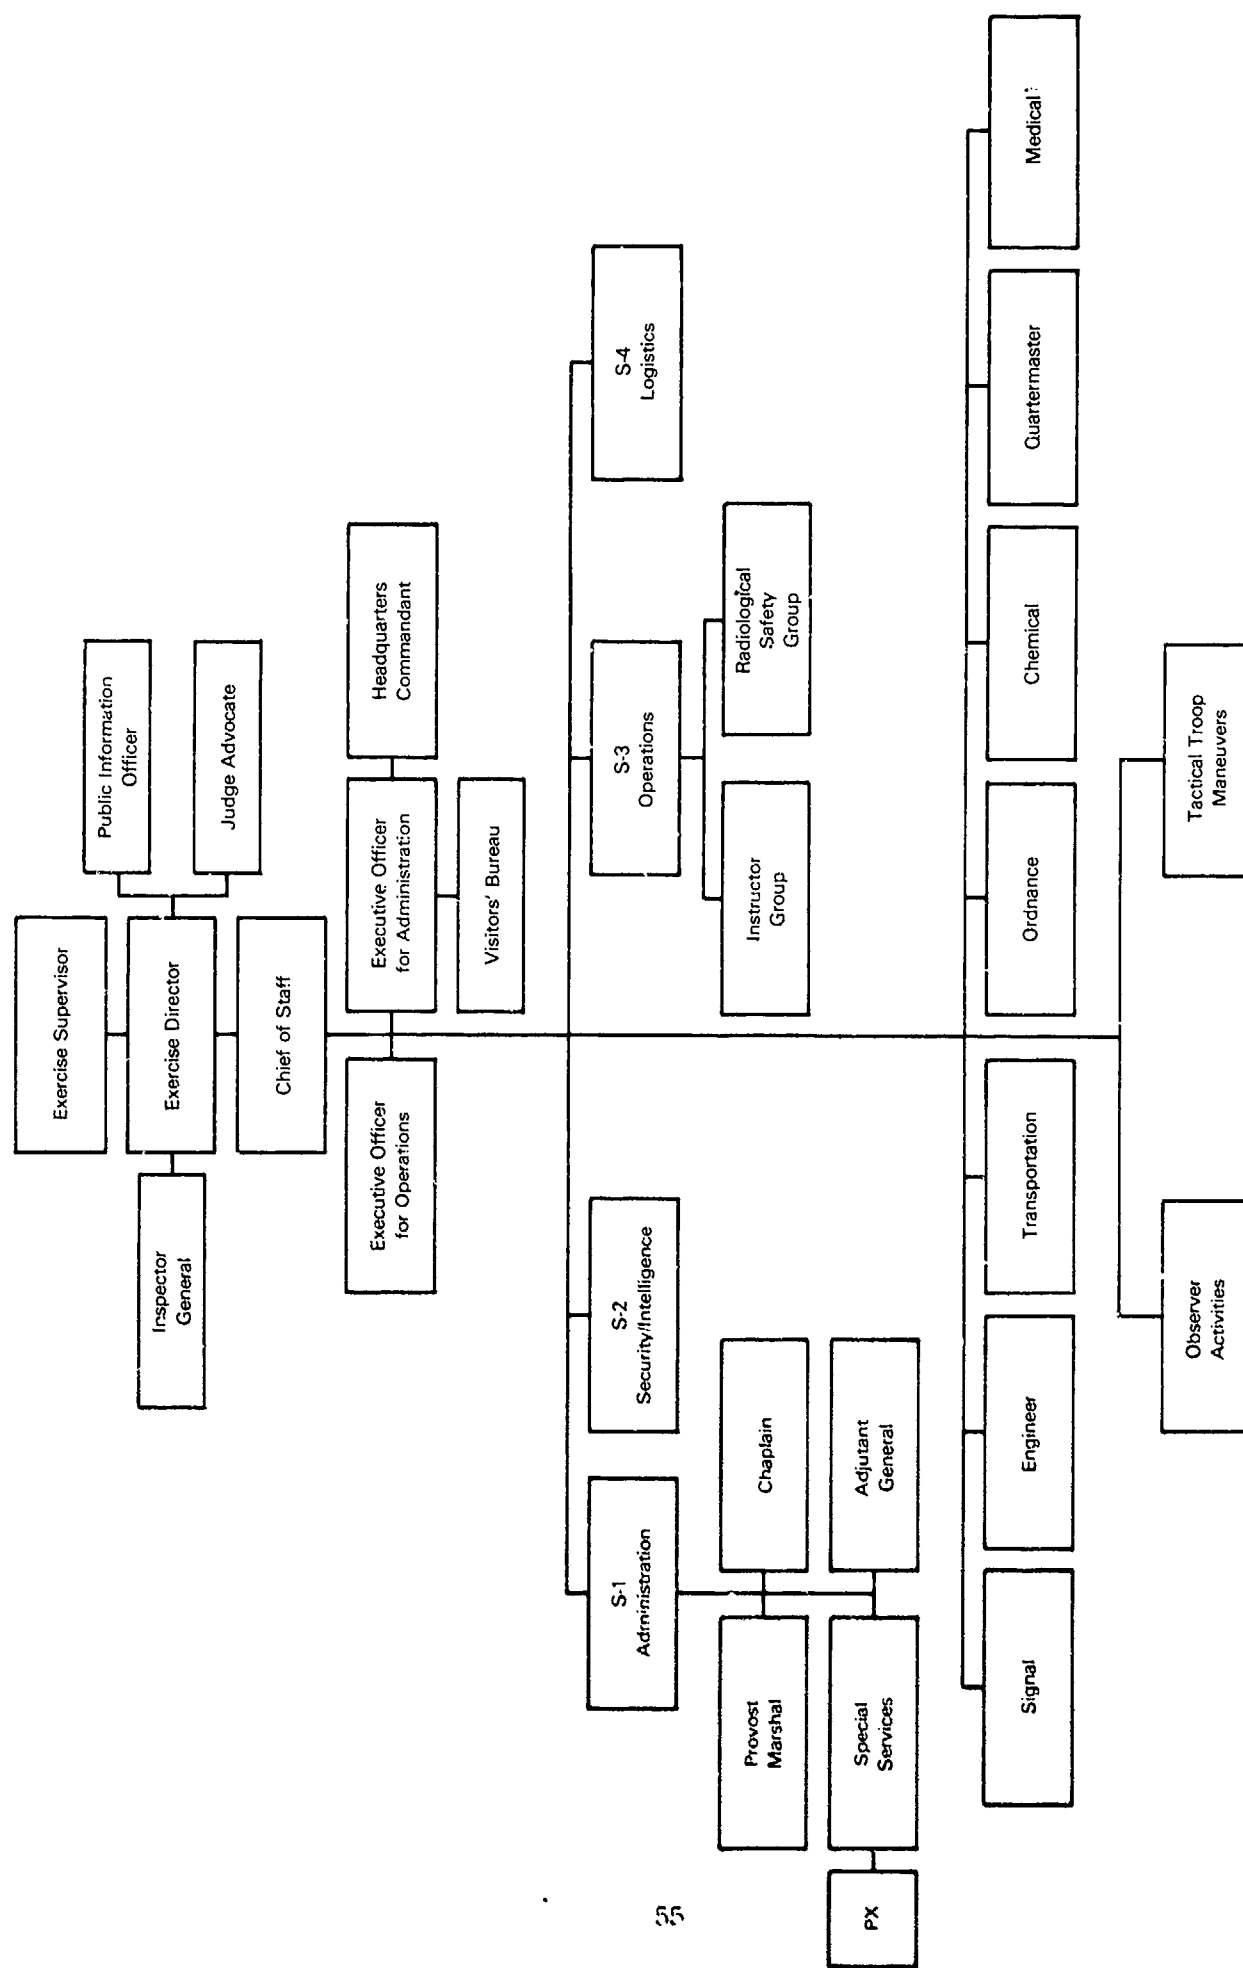 Exercise Supervisor
Public Information
Officer
Inspector
General
Exercise Director
Judge Advocate
Chief of Staff
Executive Officer
for Operations
Executive Officer
for Administration
Headquarters
Commandant
Visitors' Bureau
S-1
Administration
S-2
Security/Intelligence
S-3
Operations
S-4
Logistics
Provost
Marshal
Chaplain
Instructor
Group
Radiological
Safety
Group
PX
Special
Services
Adjutant
General
Signal
Engineer
Transportation
Ordnance
Chemical
Quartermaster
Medical
Observer
Activities
Tactical Troop
Maneuvers
55